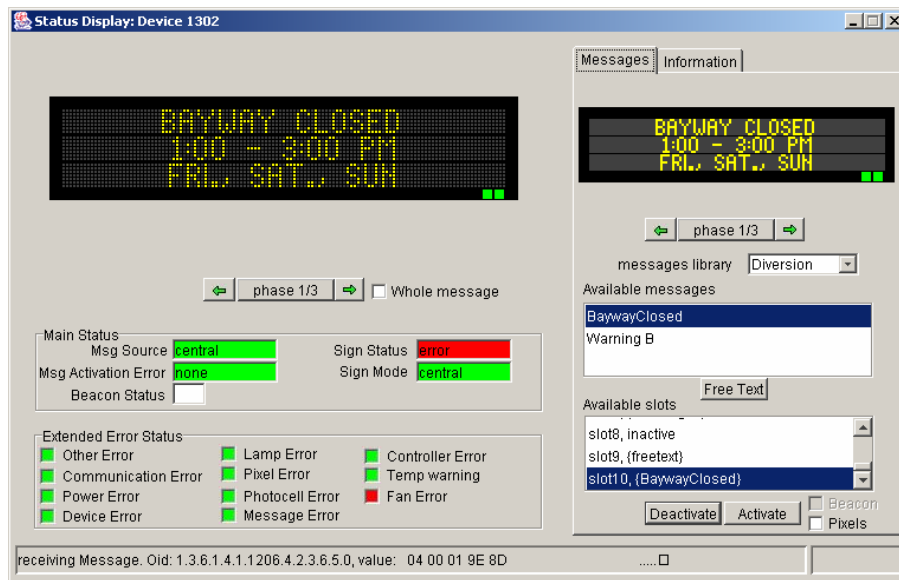 Status Display: Device 1302
BAYWAY CLOSED
1:00 - 3:00 PM
FRI., SAT., SUN
phase 1/3
Whole message
Main Status
Msg Source central
Sign Status error
Msg Activation Error none
Sign Mode central
Beacon Status
Extended Error Status
Other Error
Lamp Error
Controller Error
Communication Error
Pixel Error
Temp warning
Power Error
Photocell Error
Fan Error
Device Error
Message Error
Messages
Information
BAYWAY CLOSED
1:00 - 3:00 PM
FRI., SAT., SUN
phase 1/3
messages library Diversion
Available messages
BaywayClosed
Warning B
Free Text
Available slots
slot8, inactive
slot9, {freetext}
slot10, {BaywayClosed}
Deactivate
Activate
Beacon
Pixels
receiving Message. Oid: 1.3.6.1.4.1.1206.4.2.3.6.5.0, value: 04 00 01 9E 8D
.....